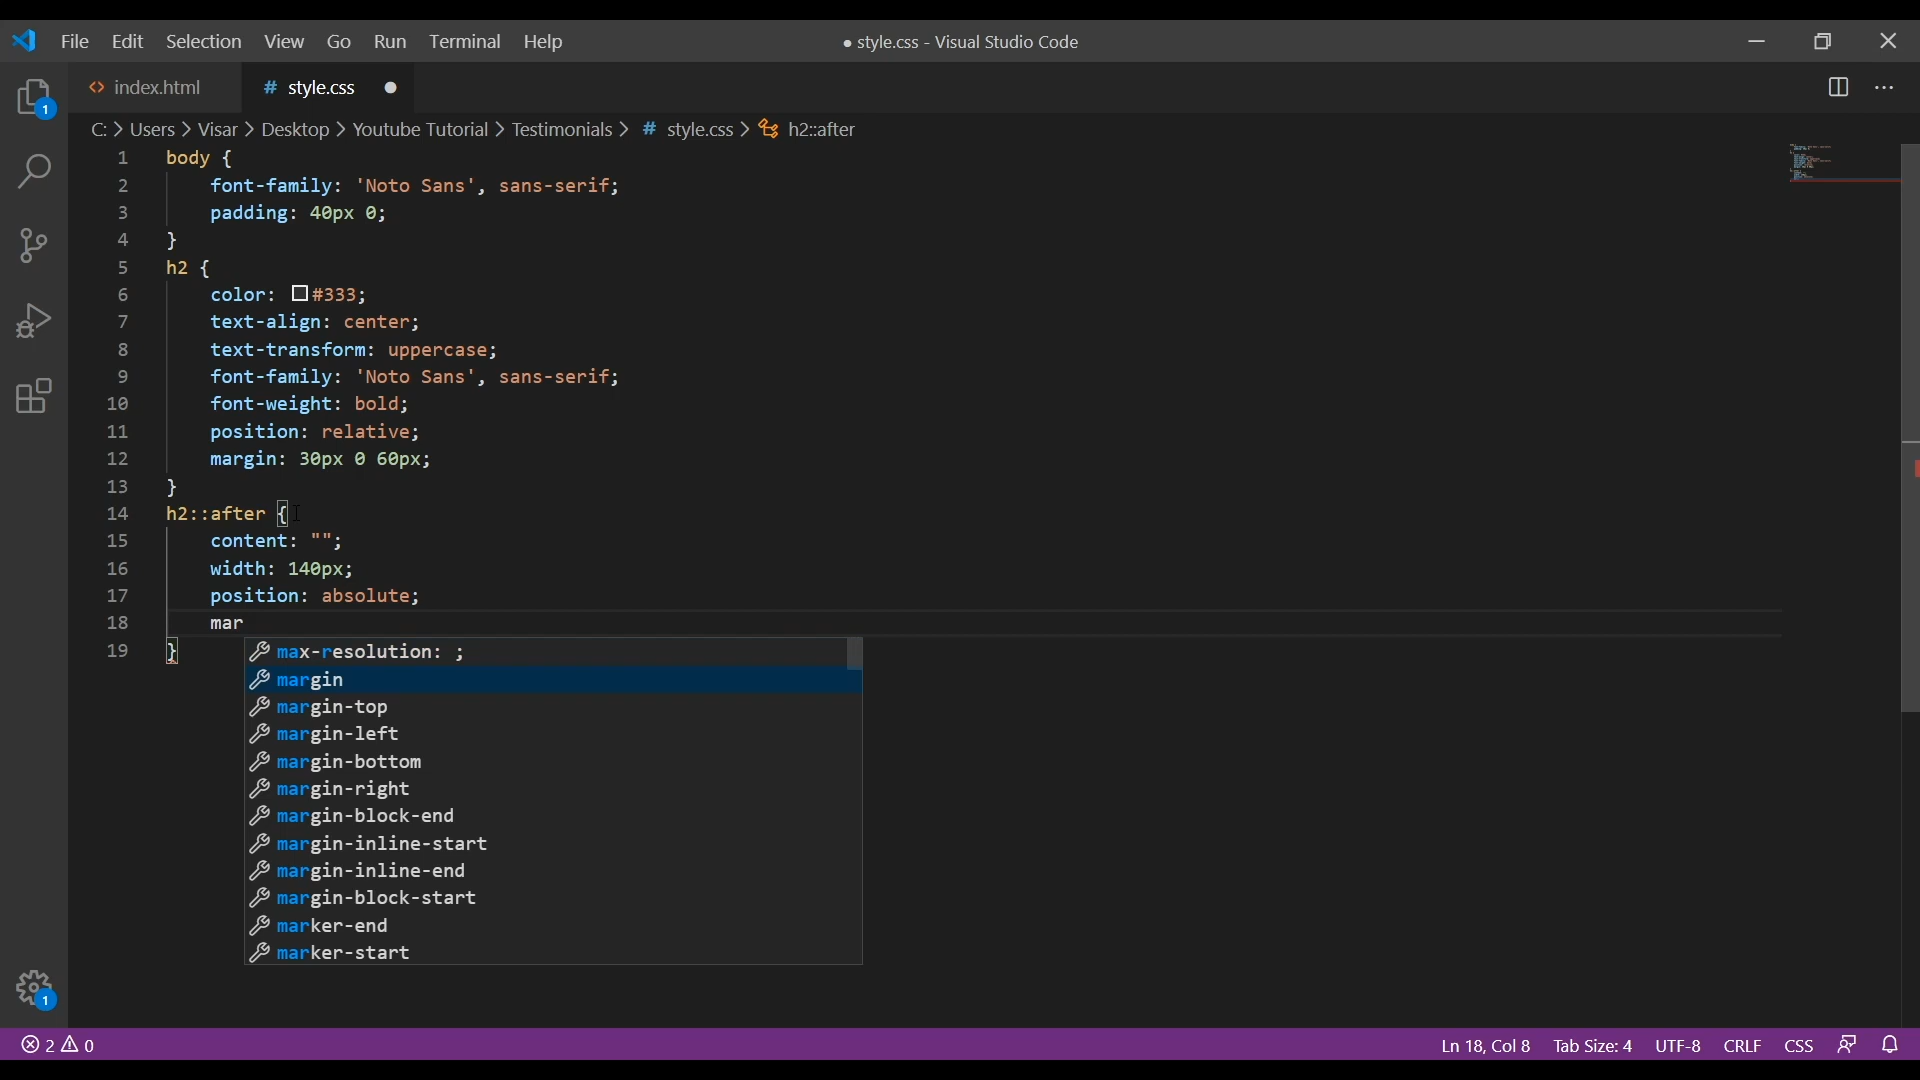 File Edit Selection View Go Run Terminal Help
● style.css - Visual Studio Code
<> index.html
# style.css ●
C: > Users > Visar > Desktop > Youtube Tutorial > Testimonials > # style.css > h2::after
1 body {
2 font-family: 'Noto Sans', sans-serif;
3 padding: 40px 0;
4 }
5 h2 {
6 color: #333;
7 text-align: center;
8 text-transform: uppercase;
9 font-family: 'Noto Sans', sans-serif;
10 font-weight: bold;
11 position: relative;
12 margin: 30px 0 60px;
13 }
14 h2::after {
15 content: "";
16 width: 140px;
17 position: absolute;
18 mar
19 }
max-resolution: ;
margin
margin-top
margin-left
margin-bottom
margin-right
margin-block-end
margin-inline-start
margin-inline-end
margin-block-start
marker-end
marker-start
1
1
2 0
Ln 18, Col 8 Tab Size: 4 UTF-8 CRLF CSS